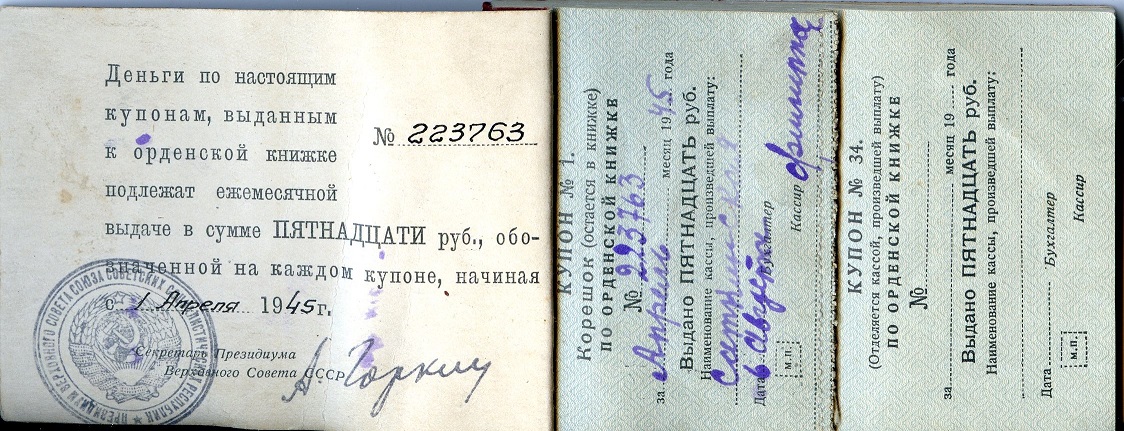 Деньги по настоящим
купонам, выданным
к орденской книжке
подлежат ежемесячной
выдаче в сумме ПЯТНАДЦАТИ руб., обо-
значенной на каждом купоне, начиная
с 1 Апреля 1945 г.
№ 223763
Секретарь Президиума
Верховного Совета СССР
А. Горкин
КУПОН № 1.
Корешок (остается в книжке)
ПО ОРДЕНСКОЙ КНИЖКЕ
№ 223763
за Апрель месяц 1945 года
Выдано ПЯТНАДЦАТЬ руб.
Наименование кассы, произведшей выплату:
Дата 6 августа Бухгалтер
м.п. Кассир
КУПОН № 34.
(Отделяется кассой, произведшей выплату)
ПО ОРДЕНСКОЙ КНИЖКЕ
№
за месяц 19 года
Выдано ПЯТНАДЦАТЬ руб.
Наименование кассы, произведшей выплату:
Дата Бухгалтер
м.п. Кассир